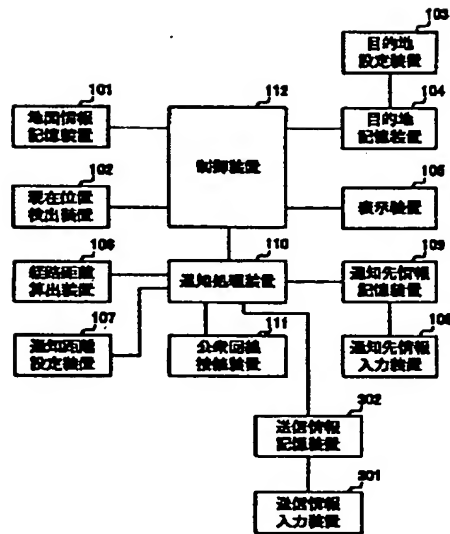 103
目的地
設定装置
101
地図情報
記憶装置
112
制御装置
104
目的地
記憶装置
102
現在位置
検出装置
105
表示装置
106
経路距離
算出装置
110
通知処理装置
109
通知先情報
記憶装置
107
通知距離
設定装置
111
公衆回線
接続装置
108
通知先情報
入力装置
302
送信情報
記憶装置
301
送信情報
入力装置